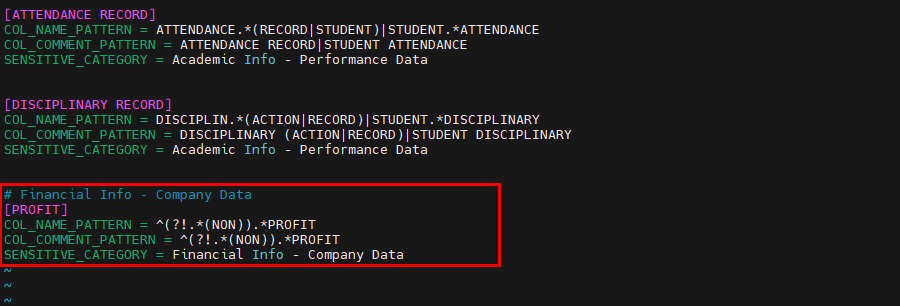 [ATTENDANCE RECORD]
COL_NAME_PATTERN = ATTENDANCE.*(RECORD|STUDENT)|STUDENT.*ATTENDANCE
COL_COMMENT_PATTERN = ATTENDANCE RECORD|STUDENT ATTENDANCE
SENSITIVE_CATEGORY = Academic Info - Performance Data
[DISCIPLINARY RECORD]
COL_NAME_PATTERN = DISCIPLIN.*(ACTION|RECORD)|STUDENT.*DISCIPLINARY
COL_COMMENT_PATTERN = DISCIPLINARY (ACTION|RECORD)|STUDENT DISCIPLINARY
SENSITIVE_CATEGORY = Academic Info - Performance Data
# Financial Info - Company Data
[PROFIT]
COL_NAME_PATTERN = ^(?!.*(NON)).*PROFIT
COL_COMMENT_PATTERN = ^(?!.*(NON)).*PROFIT
SENSITIVE_CATEGORY = Financial Info - Company Data
~
~
~